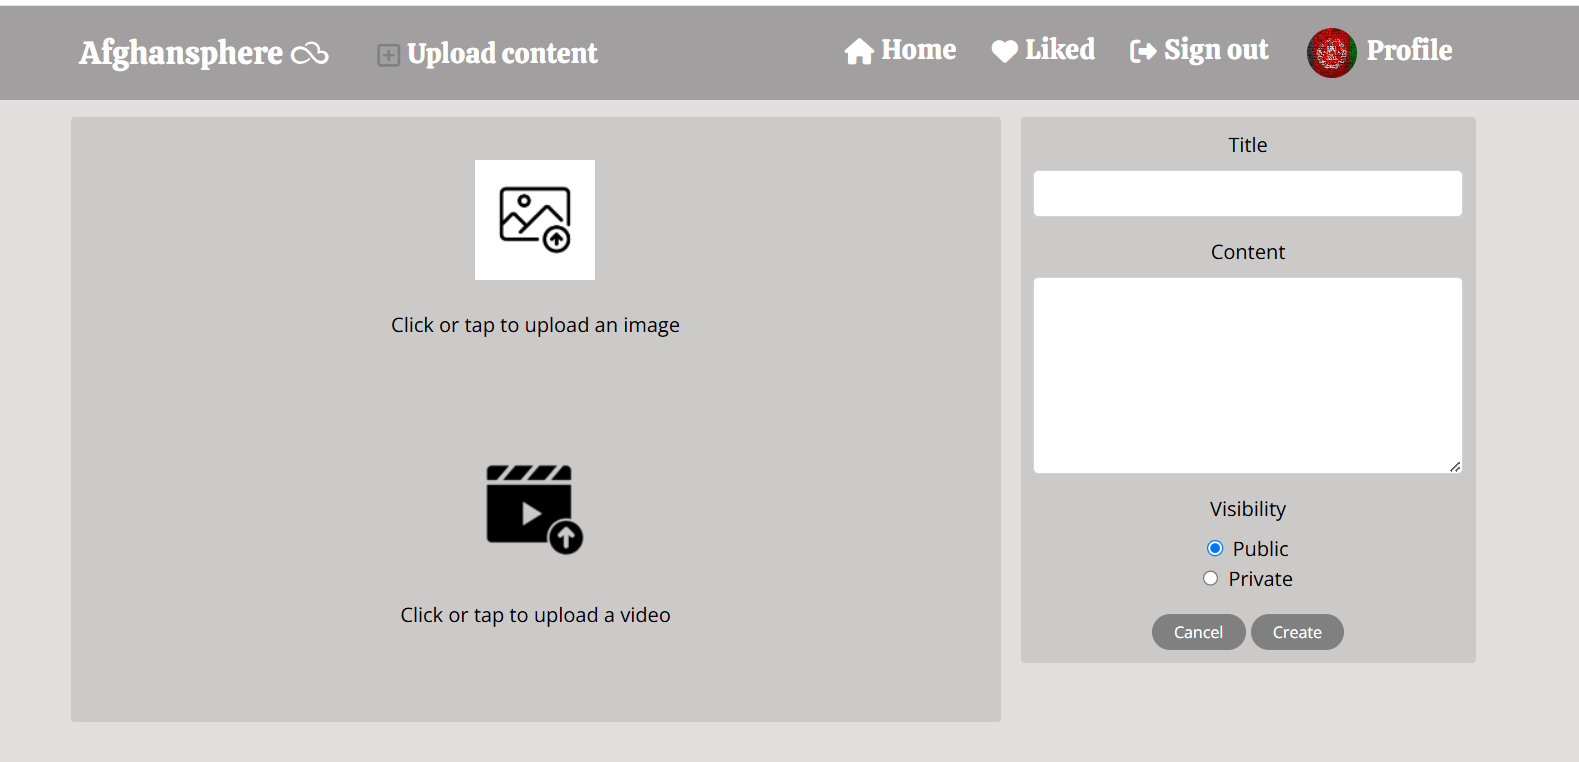 Afghansphere Upload content Home Liked Sign out Profile
Click or tap to upload an image
Click or tap to upload a video
Title
Content
Visibility
Public
Private
Cancel Create